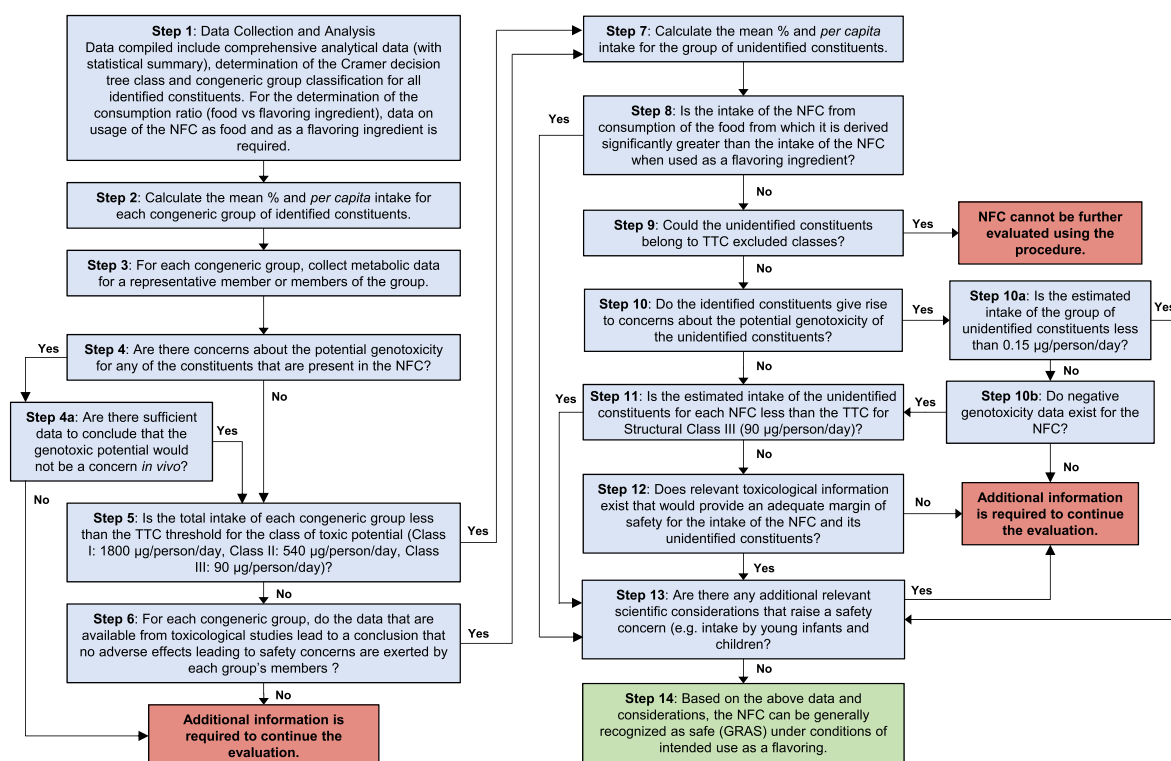 Step 1: Data Collection and Analysis
Data compiled include comprehensive analytical data (with
statistical summary), determination of the Cramer decision
tree class and congeneric group classification for all
identified constituents. For the determination of the
consumption ratio (food vs flavoring ingredient), data on
usage of the NFC as food and as a flavoring ingredient is
required.
Step 2: Calculate the mean % and per capita intake for
each congeneric group of identified constituents.
Step 3: For each congeneric group, collect metabolic data
for a representative member or members of the group.
Yes
Step 4: Are there concerns about the potential genotoxicity
for any of the constituents that are present in the NFC?
No
Step 4a: Are there sufficient
data to conclude that the
genotoxic potential would
not be a concern in vivo?
Yes
No
Step 5: Is the total intake of each congeneric group less
than the TTC threshold for the class of toxic potential (Class
I: 1800 µg/person/day, Class II: 540 µg/person/day, Class
III: 90 µg/person/day)?
Yes
No
Step 6: For each congeneric group, do the data that are
available from toxicological studies lead to a conclusion that
no adverse effects leading to safety concerns are exerted by
each group's members ?
Yes
No
Additional information is
required to continue the
evaluation.
Step 7: Calculate the mean % and per capita
intake for the group of unidentified constituents.
Yes
Step 8: Is the intake of the NFC from
consumption of the food from which it is derived
significantly greater than the intake of the NFC
when used as a flavoring ingredient?
No
Step 9: Could the unidentified constituents
belong to TTC excluded classes?
Yes
NFC cannot be further
evaluated using the
procedure.
No
Step 10: Do the identified constituents give rise
to concerns about the potential genotoxicity of
the unidentified constituents?
Yes
Step 10a: Is the estimated
intake of the group of
unidentified constituents less
than 0.15 µg/person/day?
Yes
No
No
Step 10b: Do negative
genotoxicity data exist for the
NFC?
Yes
No
Yes
Step 11: Is the estimated intake of the unidentified
constituents for each NFC less than the TTC for
Structural Class III (90 µg/person/day)?
No
Step 12: Does relevant toxicological information
exist that would provide an adequate margin of
safety for the intake of the NFC and its
unidentified constituents?
No
Additional information
is required to continue
the evaluation.
Yes
Step 13: Are there any additional relevant
scientific considerations that raise a safety
concern (e.g. intake by young infants and
children?
Yes
No
Step 14: Based on the above data and
considerations, the NFC can be generally
recognized as safe (GRAS) under conditions of
intended use as a flavoring.